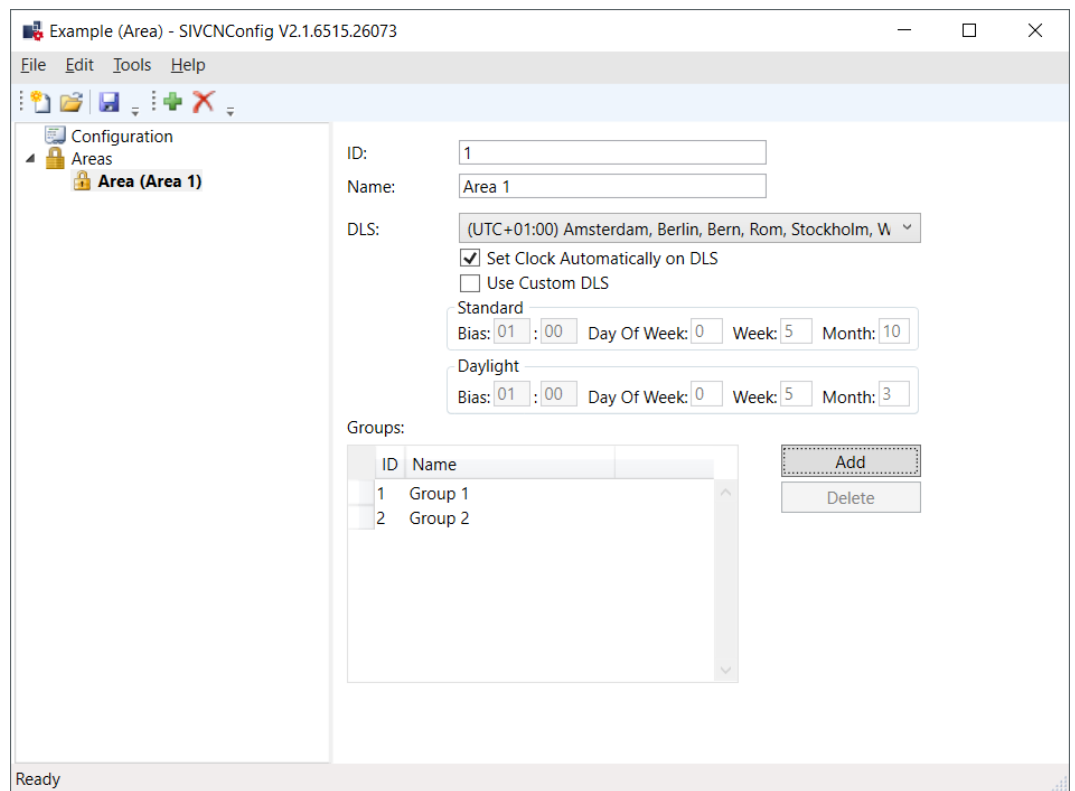 Example (Area) - SIVCNConfig V2.1.6515.26073
File Edit Tools Help
Configuration
Areas
Area (Area 1)
ID: 1
Name: Area 1
DLS: (UTC+01:00) Amsterdam, Berlin, Bern, Rom, Stockholm, W
Set Clock Automatically on DLS
Use Custom DLS
Standard
Bias: 01 : 00 Day Of Week: 0 Week: 5 Month: 10
Daylight
Bias: 01 : 00 Day Of Week: 0 Week: 5 Month: 3
Groups:
ID Name
1 Group 1
2 Group 2
Add
Delete
Ready